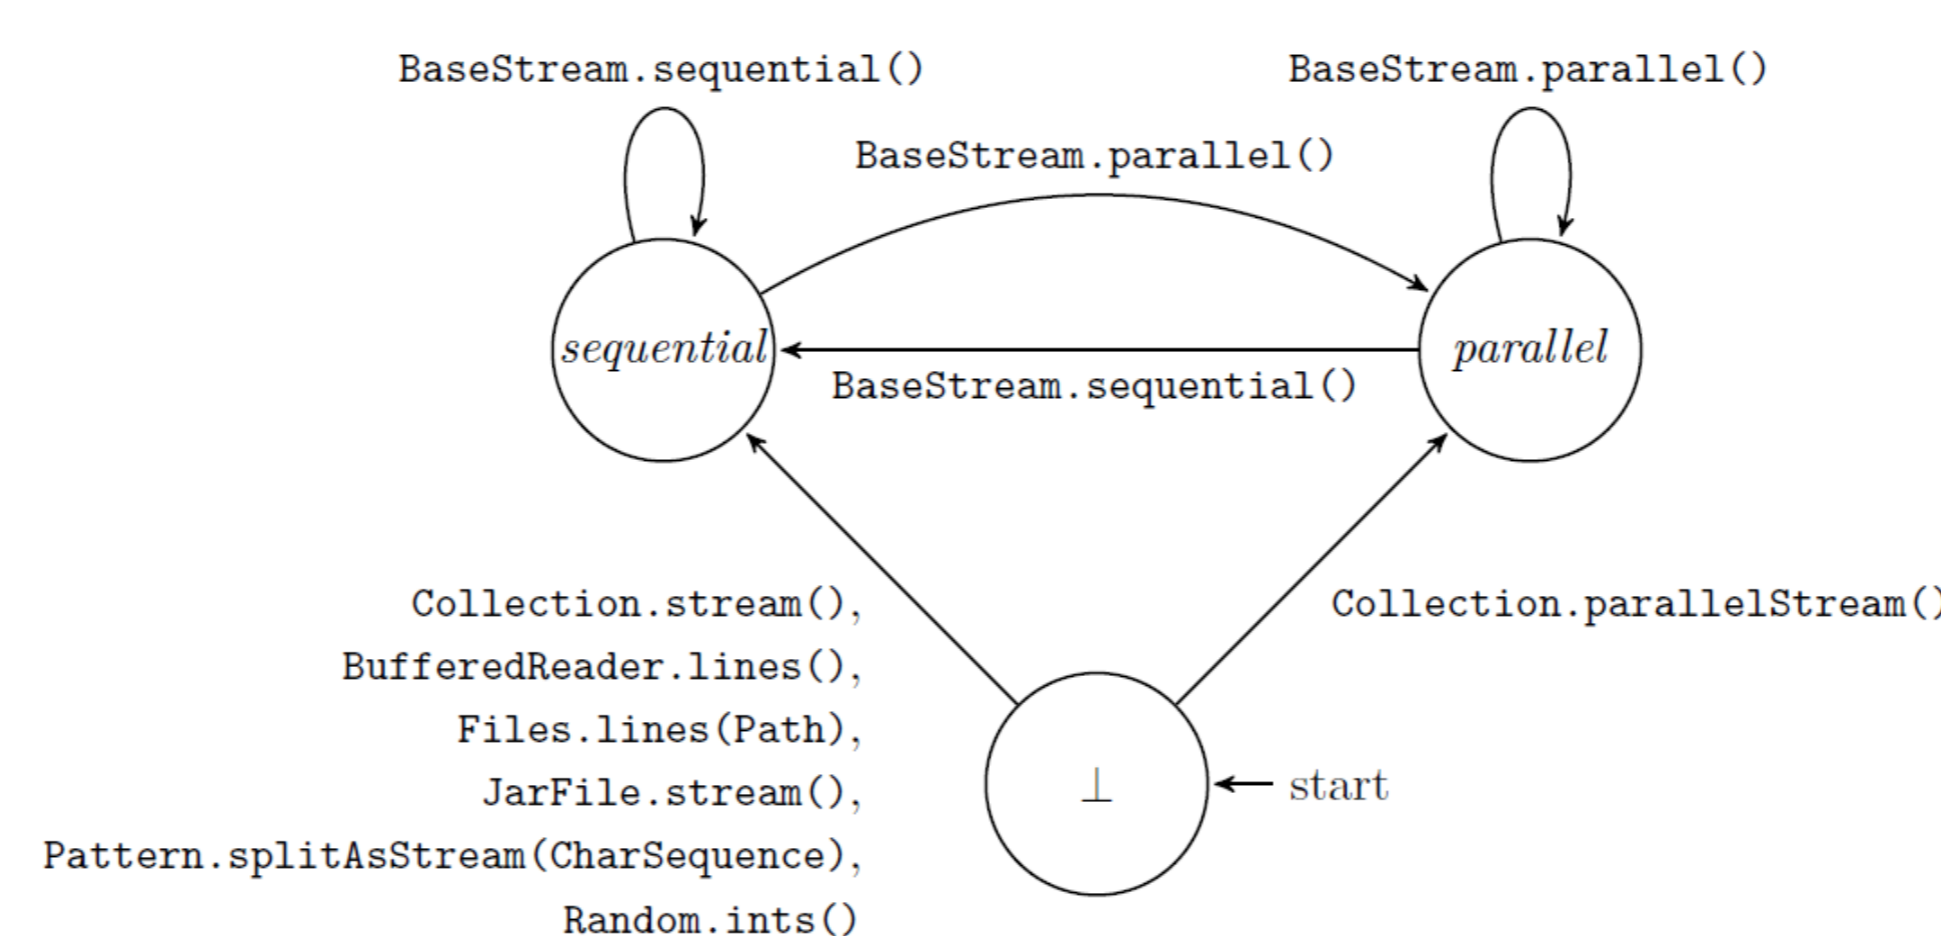 BaseStream.sequential()
BaseStream.parallel()
BaseStream.parallel()
sequential
parallel
BaseStream.sequential()
Collection.stream(),
BufferedReader.lines(),
Files.lines(Path),
JarFile.stream(),
Pattern.splitAsStream(CharSequence),
Random.ints()
Collection.parallelStream()
⊥
start